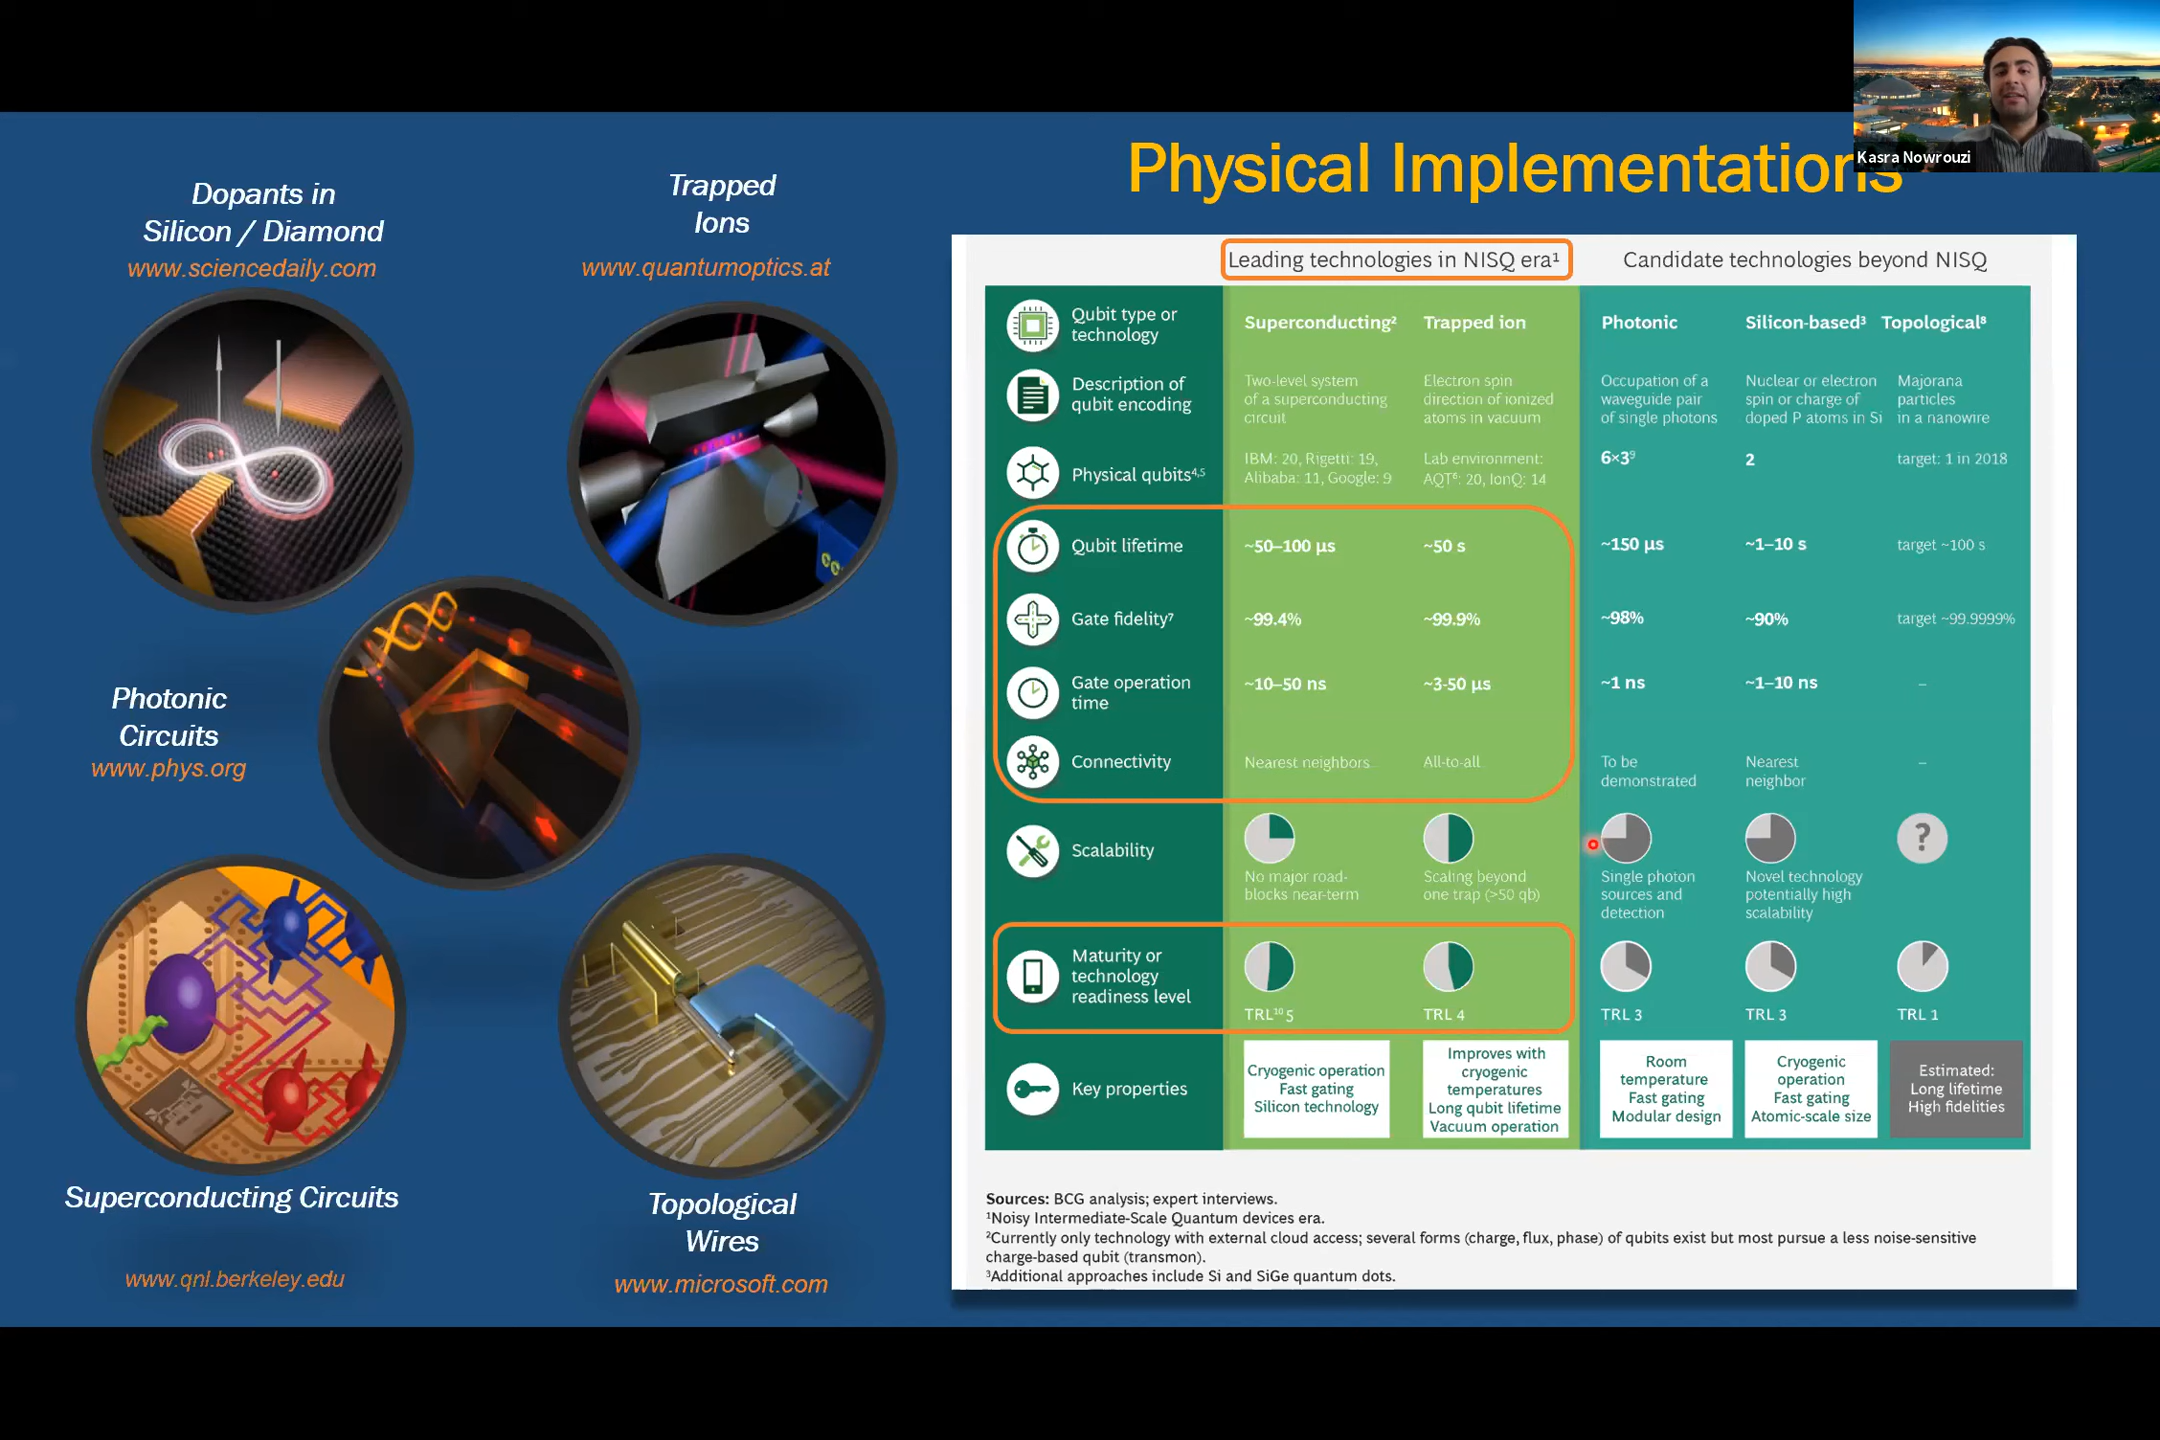 Physical Implementations
Kasra Nowrouzi
Dopants in
Silicon / Diamond
www.sciencedaily.com
Trapped
Ions
www.quantumoptics.at
Photonic
Circuits
www.phys.org
Superconducting Circuits
www.qnl.berkeley.edu
Topological
Wires
www.microsoft.com
Leading technologies in NISQ era¹
Candidate technologies beyond NISQ
Qubit type or
technology
Superconducting²
Trapped ion
Photonic
Silicon-based³
Topological⁸
Description of
qubit encoding
Two-level system
of a superconducting
circuit
Electron spin
direction of ionized
atoms in vacuum
Occupation of a
waveguide pair
of single photons
Nuclear or electron
spin or charge of
doped P atoms in Si
Majorana
particles
in a nanowire
Physical qubits⁴,⁵
IBM: 20, Rigetti: 19,
Alibaba: 11, Google: 9
Lab environment:
AQT⁶: 20, IonQ: 14
6×3⁹
2
target: 1 in 2018
Qubit lifetime
~50–100 µs
~50 s
~150 µs
~1–10 s
target ~100 s
Gate fidelity⁷
~99.4%
~99.9%
~98%
~90%
target ~99.9999%
Gate operation
time
~10–50 ns
~3-50 µs
~1 ns
~1–10 ns
–
Connectivity
Nearest neighbors
All-to-all
To be
demonstrated
Nearest
neighbor
–
Scalability
No major road-
blocks near-term
Scaling beyond
one trap (>50 qb)
Single photon
sources and
detection
Novel technology
potentially high
scalability
?
Maturity or
technology
readiness level
TRL¹⁰ 5
TRL 4
TRL 3
TRL 3
TRL 1
Key properties
Cryogenic operation
Fast gating
Silicon technology
Improves with
cryogenic
temperatures
Long qubit lifetime
Vacuum operation
Room
temperature
Fast gating
Modular design
Cryogenic
operation
Fast gating
Atomic-scale size
Estimated:
Long lifetime
High fidelities
Sources: BCG analysis; expert interviews.
¹Noisy Intermediate-Scale Quantum devices era.
²Currently only technology with external cloud access; several forms (charge, flux, phase) of qubits exist but most pursue a less noise-sensitive
charge-based qubit (transmon).
³Additional approaches include Si and SiGe quantum dots.